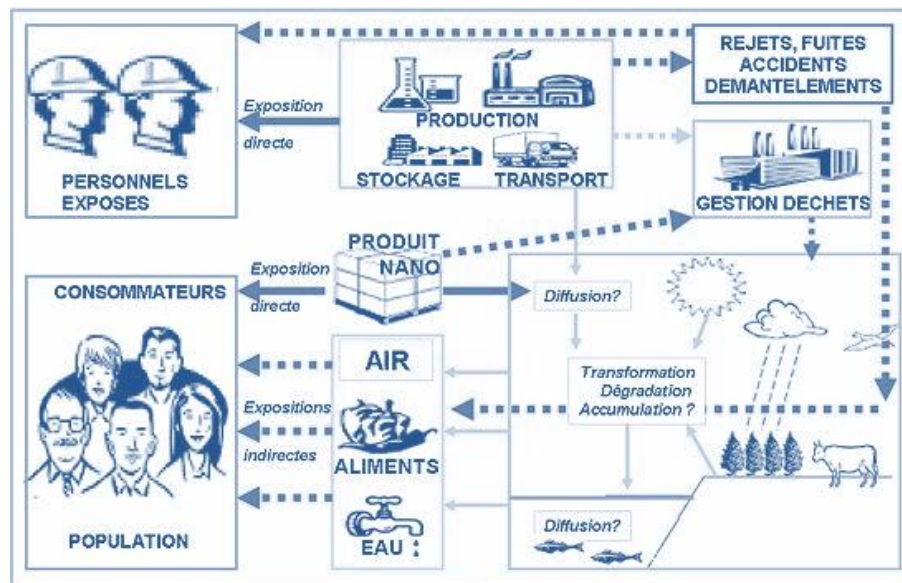 REJETS, FUITES
ACCIDENTS
DEMANTELEMENTS
Exposition
directe
PRODUCTION
STOCKAGE
TRANSPORT
PERSONNELS
EXPOSES
GESTION DECHETS
PRODUIT
NANO
Exposition
directe
CONSOMMATEURS
Diffusion?
AIR
Transformation
Dégradation
Accumulation ?
Expositions
indirectes
ALIMENTS
EAU
POPULATION
Diffusion?